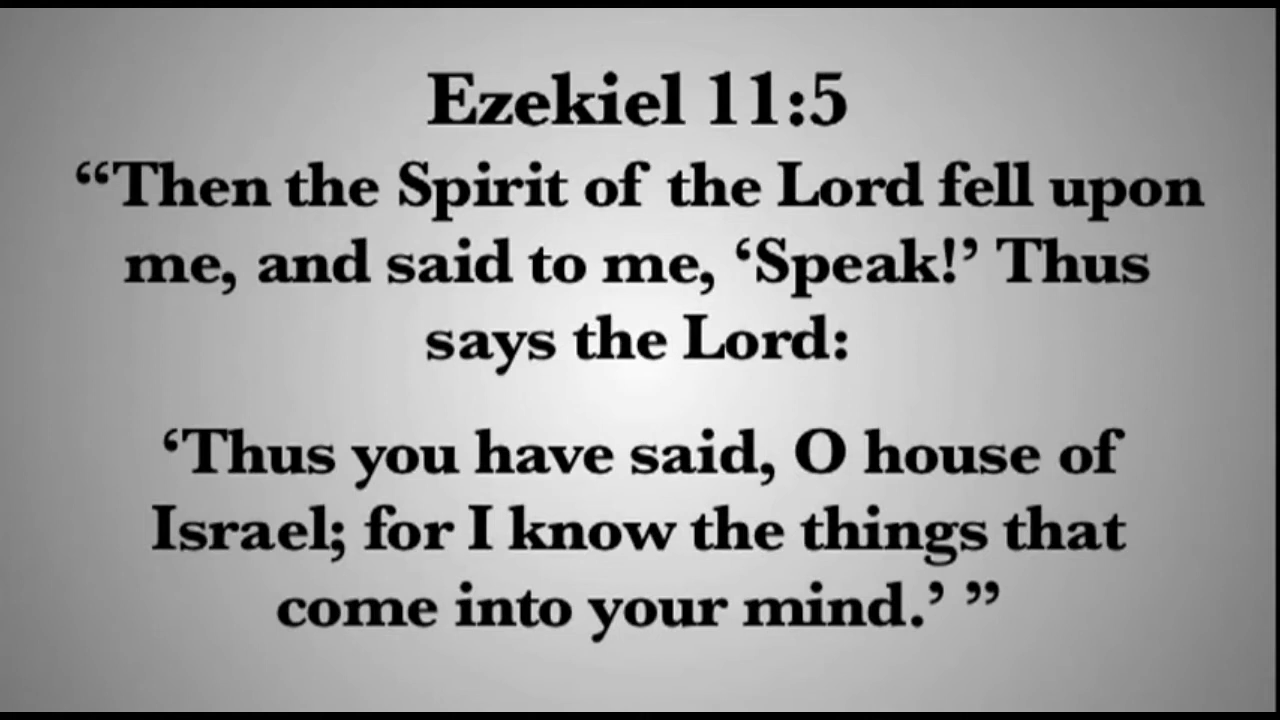 Ezekiel 11:5
“Then the Spirit of the Lord fell upon
me, and said to me, ‘Speak!’ Thus
says the Lord:
‘Thus you have said, O house of
Israel; for I know the things that
come into your mind.’ ”